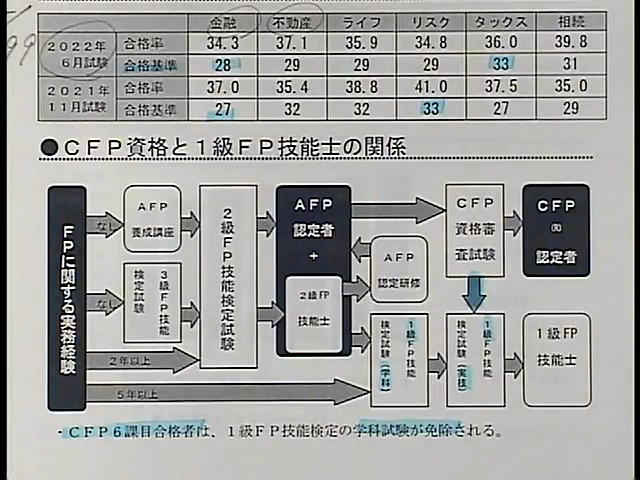 金融 不動産 ライフ リスク タックス 相続
2022年 6月試験 合格率 34.3 37.1 35.9 34.8 36.0 39.8
合格基準 28 29 29 29 33 31
2021年 11月試験 合格率 37.0 35.4 38.8 41.0 37.5 35.0
合格基準 27 32 32 33 27 29
●CFP資格と1級FP技能士の関係
FPに関する実務経験
ない
AFP
養成講座
ない
3級FP技能
検定試験
2年以上
5年以上
2級FP技能検定試験
AFP
認定者
+
2級FP
技能士
AFP
認定研修
CFP
資格審
査試験
CFP
認定者
1級FP技能
検定試験(学科)
1級FP技能
検定試験(実技)
1級FP
技能士
・CFP6課目合格者は、1級FP技能検定の学科試験が免除される。